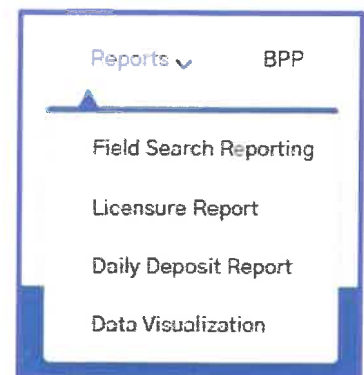 Reports BPP
Field Search Reporting
Licensure Report
Daily Deposit Report
Data Visualization